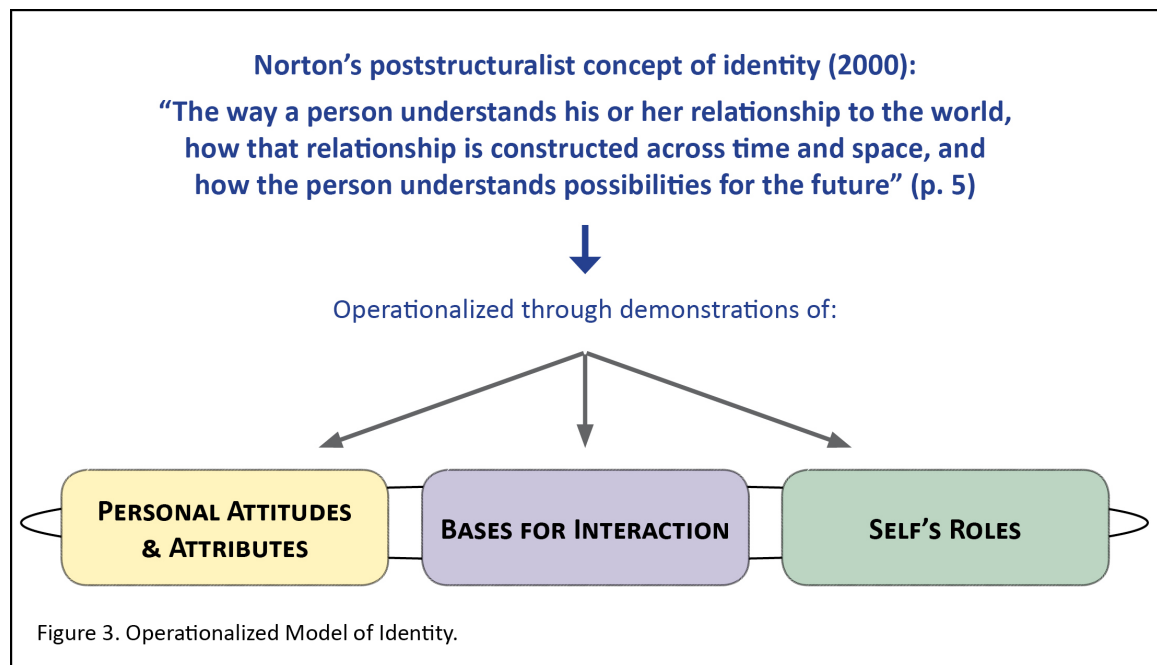 Norton’s poststructuralist concept of identity (2000):
“The way a person understands his or her relationship to the world,
how that relationship is constructed across time and space, and
how the person understands possibilities for the future” (p. 5)
Operationalized through demonstrations of:
PERSONAL ATTITUDES
& ATTRIBUTES
BASES FOR INTERACTION
SELF’S ROLES
Figure 3. Operationalized Model of Identity.